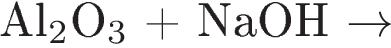 Al₂O₃ + NaOH →